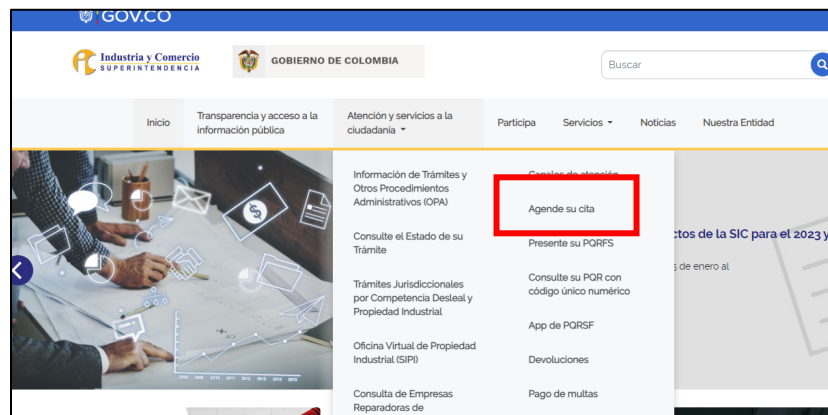 GOV.CO
Industria y Comercio
SUPERINTENDENCIA
GOBIERNO DE COLOMBIA
Buscar
Inicio
Transparencia y acceso a la
información pública
Atención y servicios a la
ciudadanía
Participa
Servicios
Noticias
Nuestra Entidad
Información de Trámites y
Otros Procedimientos
Administrativos (OPA)
Consulte el Estado de su
Trámite
Trámites Jurisdiccionales
por Competencia Desleal y
Propiedad Industrial
Oficina Virtual de Propiedad
Industrial (SIPI)
Consulta de Empresas
Reparadoras de
Canales de atención
Agende su cita
Presente su PQRFS
Consulte su PQR con
código único numérico
App de PQRSF
Devoluciones
Pago de multas
ctos de la SIC para el 2023 y
5 de enero al